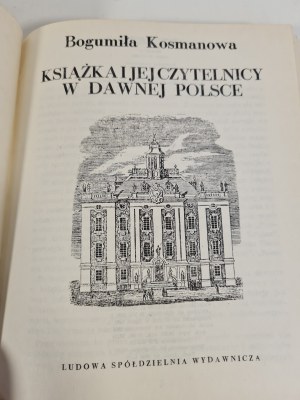 Bogumiła Kosmanowa
KSIĄŻKA I JEJ CZYTELNICY
W DAWNEJ POLSCE
LUDOWA SPÓŁDZIELNIA WYDAWNICZA